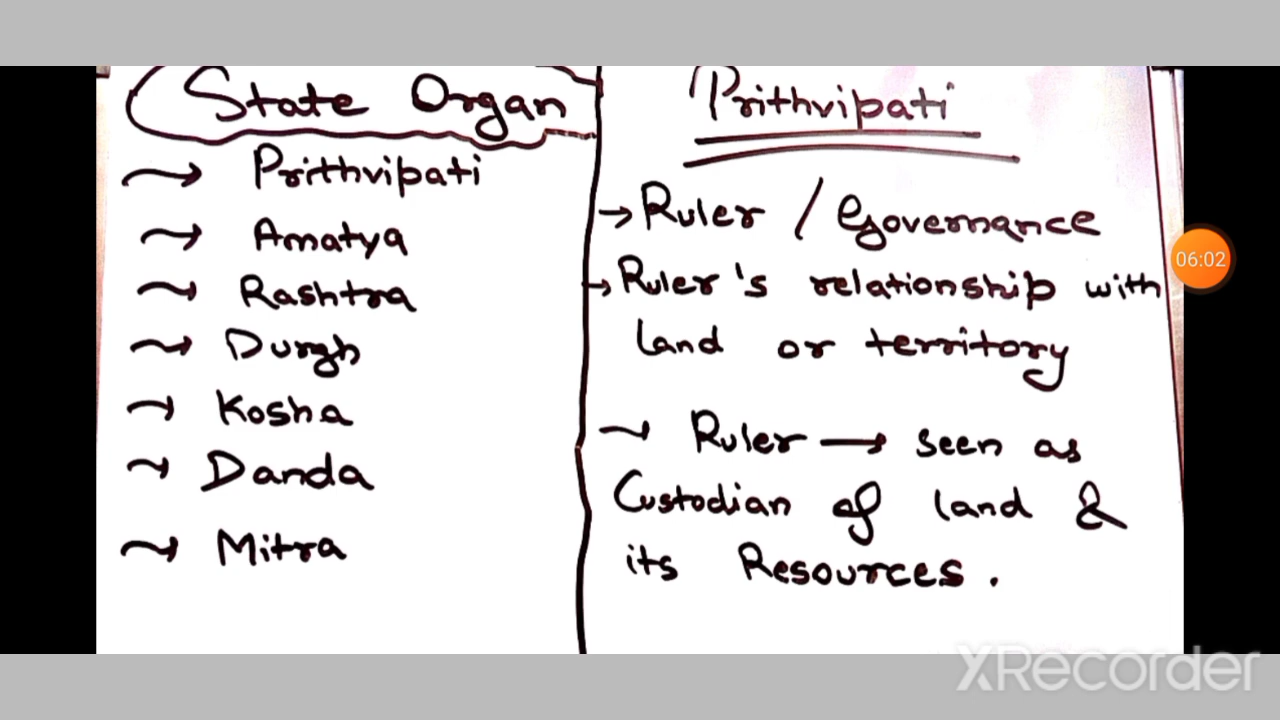 State Organ
→ Prithvipati
→ Amatya
→ Rashtra
→ Durgh
→ Kosha
→ Danda
→ Mitra
Prithvipati
→ Ruler / Governance
→ Ruler's relationship with
land or territory
→ Ruler → seen as
Custodian of land &
its Resources.
06:02
XRecorder